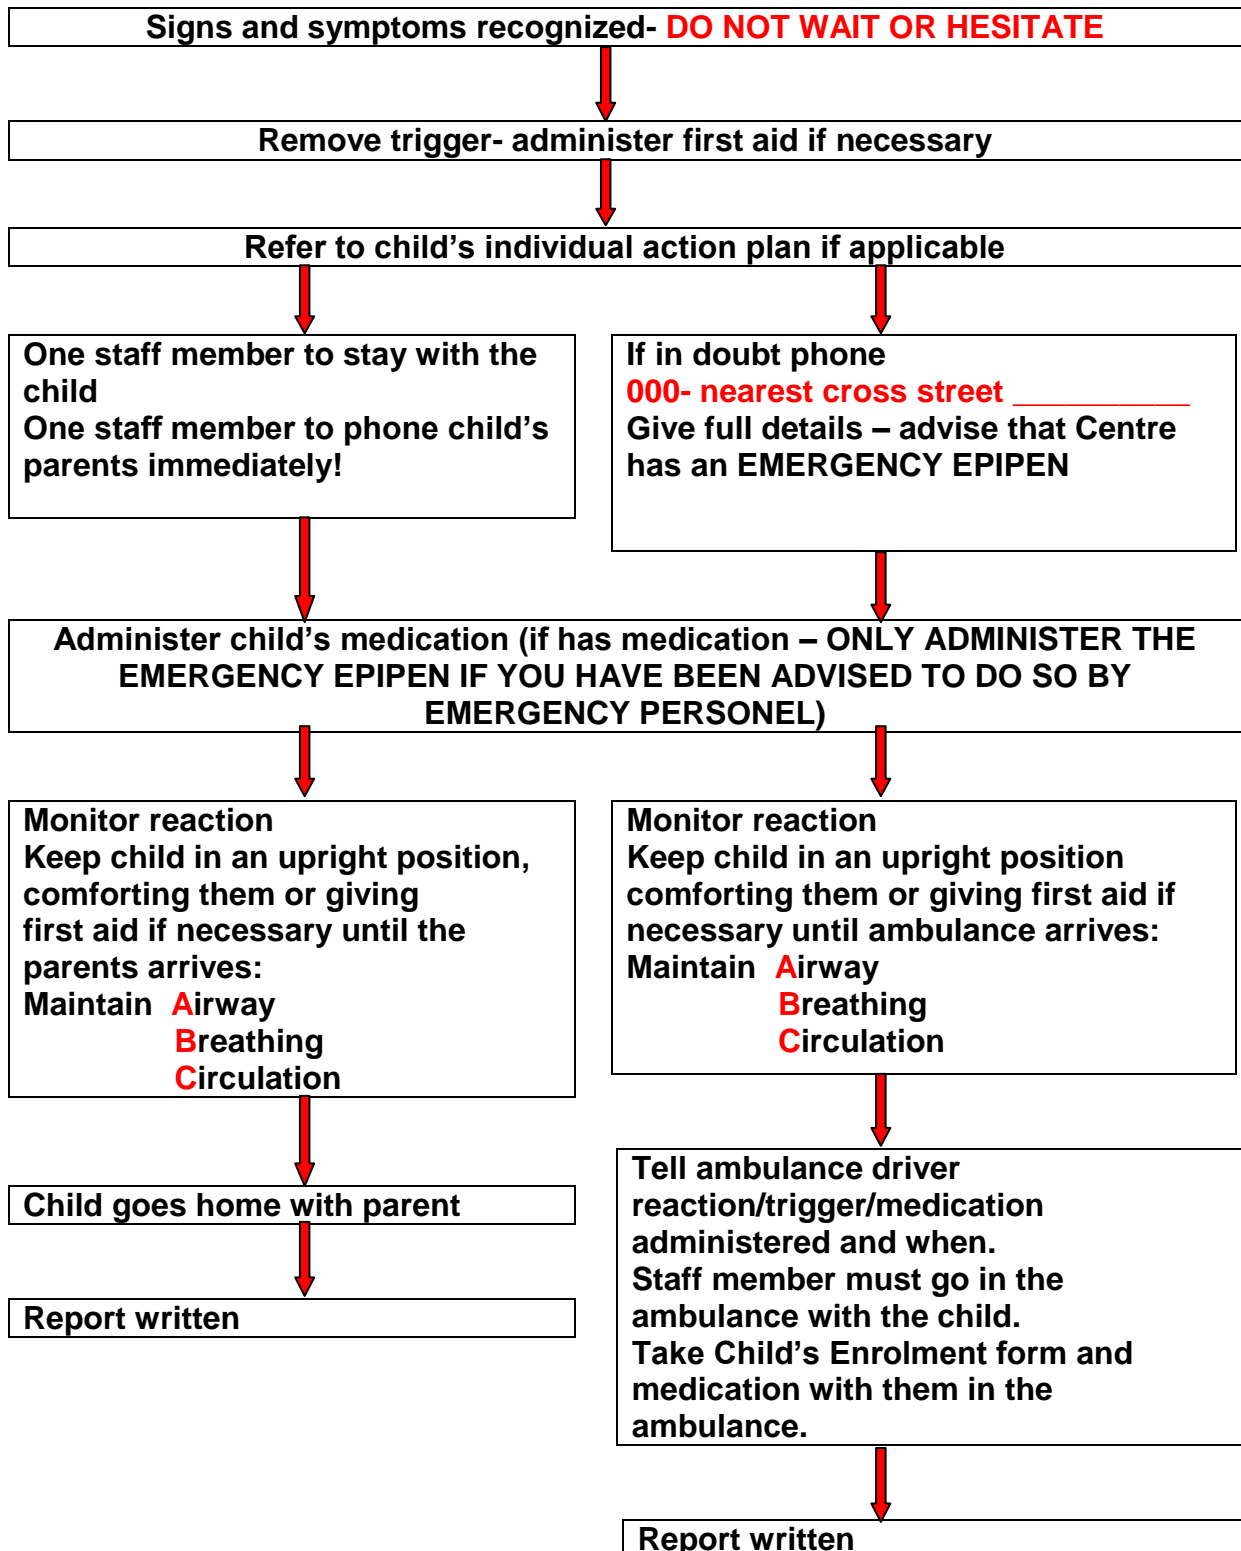 Signs and symptoms recognized- DO NOT WAIT OR HESITATE
Remove trigger- administer first aid if necessary
Refer to child’s individual action plan if applicable
One staff member to stay with the
child
One staff member to phone child’s
parents immediately!
If in doubt phone
000- nearest cross street __________
Give full details – advise that Centre
has an EMERGENCY EPIPEN
Administer child’s medication (if has medication – ONLY ADMINISTER THE
EMERGENCY EPIPEN IF YOU HAVE BEEN ADVISED TO DO SO BY
EMERGENCY PERSONEL)
Monitor reaction
Keep child in an upright position,
comforting them or giving
first aid if necessary until the
parents arrives:
Maintain Airway
Breathing
Circulation
Monitor reaction
Keep child in an upright position
comforting them or giving first aid if
necessary until ambulance arrives:
Maintain Airway
Breathing
Circulation
Child goes home with parent
Report written
Tell ambulance driver
reaction/trigger/medication
administered and when.
Staff member must go in the
ambulance with the child.
Take Child’s Enrolment form and
medication with them in the
ambulance.
Report written